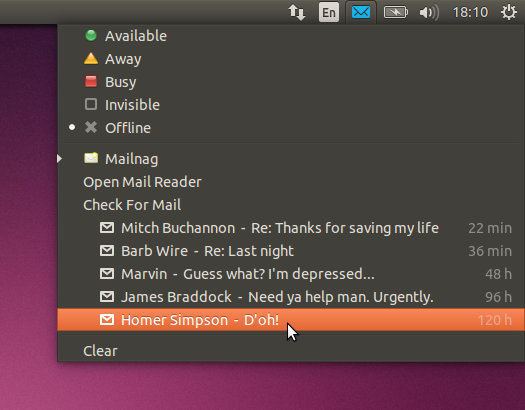 En 18:10
Available
Away
Busy
Invisible
Offline
Mailnag
Open Mail Reader
Check For Mail
Mitch Buchannon - Re: Thanks for saving my life 22 min
Barb Wire - Re: Last night 36 min
Marvin - Guess what? I'm depressed... 48 h
James Braddock - Need ya help man. Urgently. 96 h
Homer Simpson - D'oh! 120 h
Clear